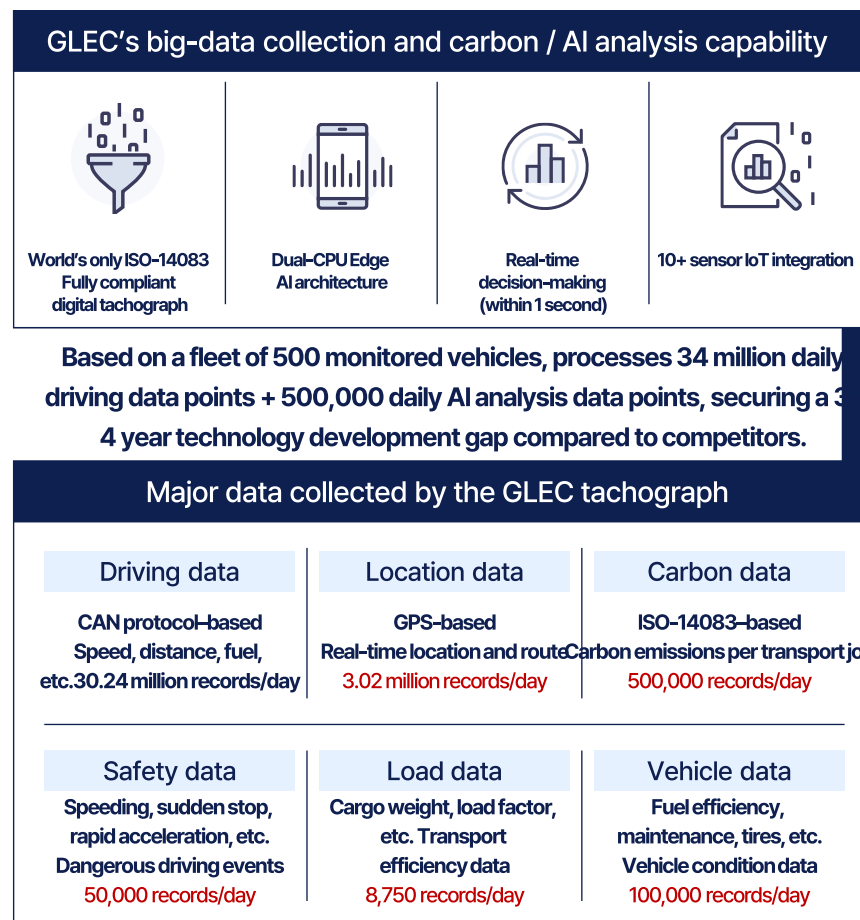 GLEC's big-data collection and carbon / AI analysis capability
World's only ISO-14083
Fully compliant
digital tachograph
Dual-CPU Edge
AI architecture
Real-time
decision-making
(within 1 second)
10+ sensor IoT integration
Based on a fleet of 500 monitored vehicles, processes 34 million daily
driving data points + 500,000 daily AI analysis data points, securing a 3
4 year technology development gap compared to competitors.
Major data collected by the GLEC tachograph
Driving data
CAN protocol-based
Speed, distance, fuel,
etc.30.24 million records/day
Location data
GPS-based
Real-time location and route
3.02 million records/day
Carbon data
ISO-14083-based
Carbon emissions per transport jo
500,000 records/day
Safety data
Speeding, sudden stop,
rapid acceleration, etc.
Dangerous driving events
50,000 records/day
Load data
Cargo weight, load factor,
etc. Transport
efficiency data
8,750 records/day
Vehicle data
Fuel efficiency,
maintenance, tires, etc.
Vehicle condition data
100,000 records/day